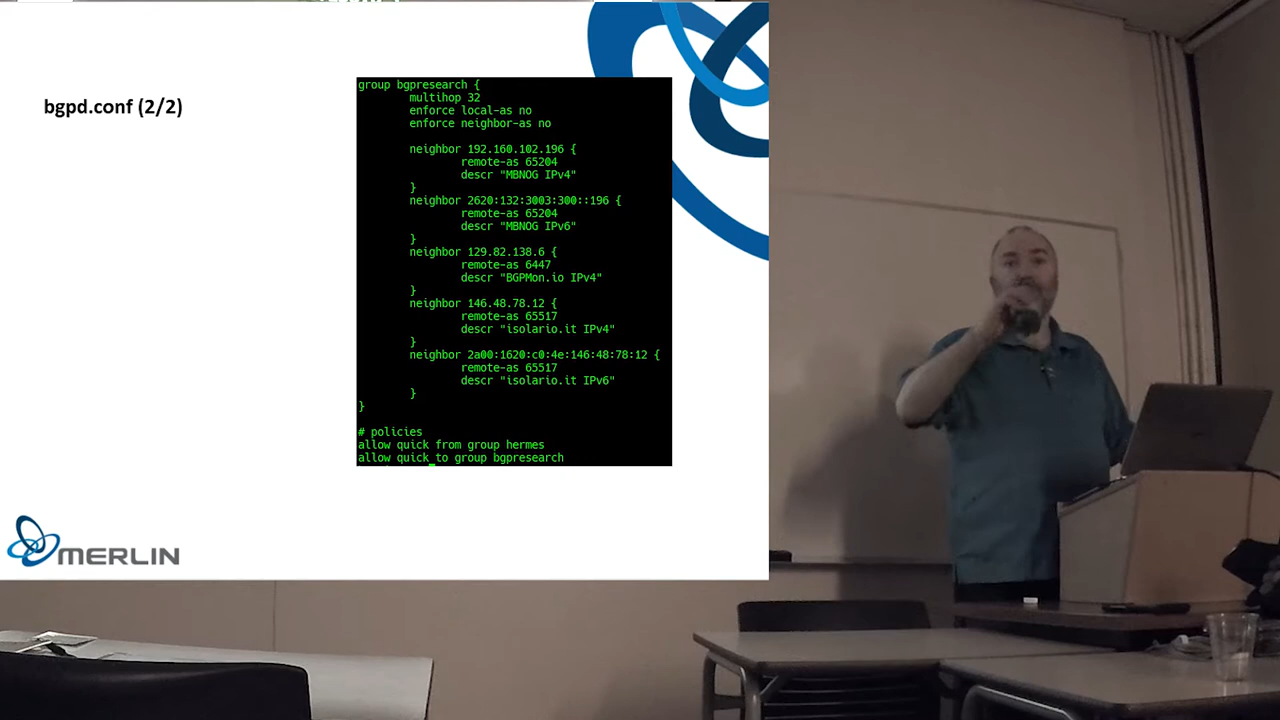 bgpd.conf (2/2)
group bgpresearch {
multihop 32
enforce local-as no
enforce neighbor-as no
neighbor 192.160.102.196 {
remote-as 65204
descr "MBNOG IPv4"
}
neighbor 2620:132:3003:300::196 {
remote-as 65204
descr "MBNOG IPv6"
}
neighbor 129.82.138.6 {
remote-as 6447
descr "BGPMon.io IPv4"
}
neighbor 146.48.78.12 {
remote-as 65517
descr "isolario.it IPv4"
}
neighbor 2a00:1620:c0:4e:146:48:78:12 {
remote-as 65517
descr "isolario.it IPv6"
}
}
# policies
allow quick from group hermes
allow quick to group bgpresearch
MERLIN